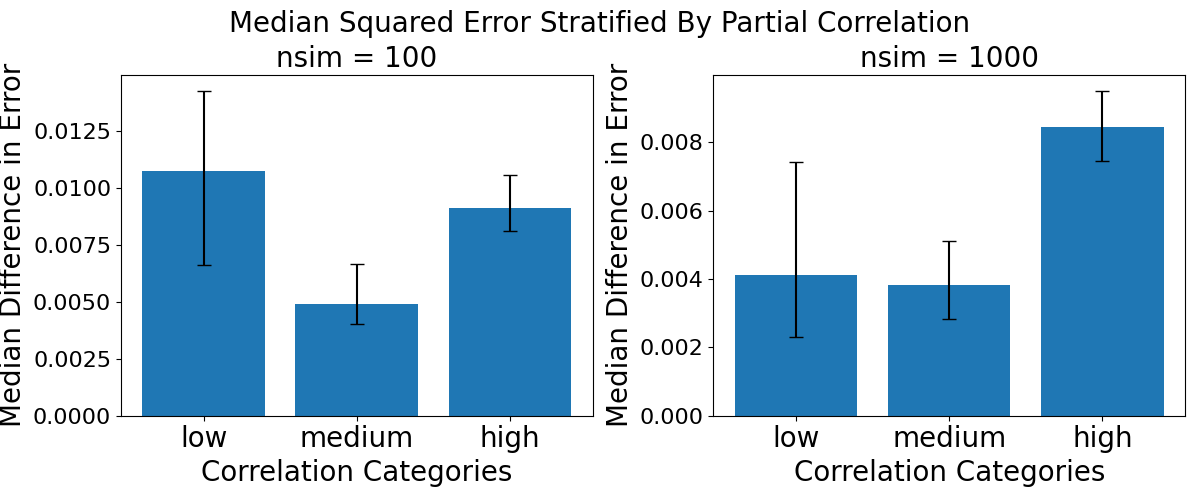 Median Squared Error Stratified By Partial Correlation
nsim = 100
Median Difference in Error
0.0125
0.0100
0.0075
0.0050
0.0025
0.0000
low medium high
Correlation Categories
nsim = 1000
Median Difference in Error
0.008
0.006
0.004
0.002
0.000
low medium high
Correlation Categories